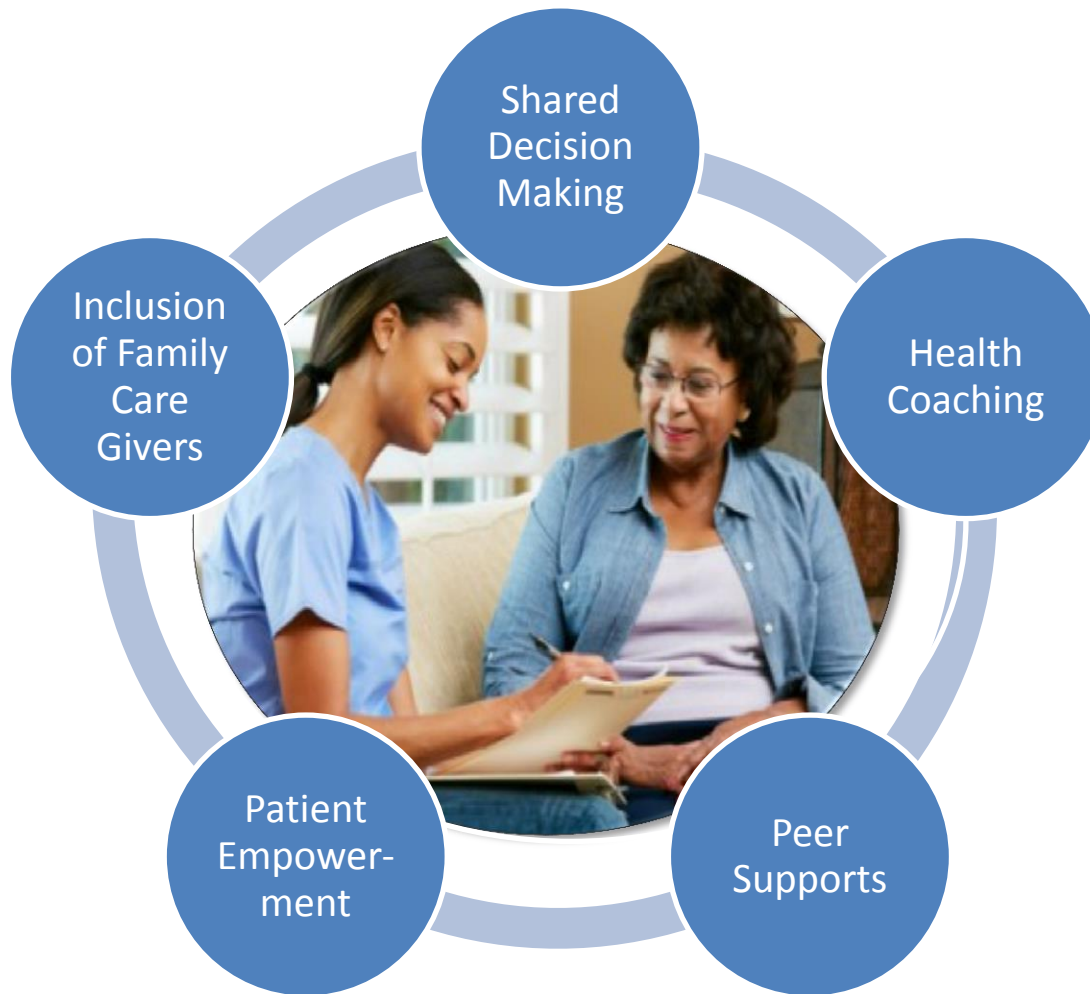 Shared
Decision
Making
Health
Coaching
Peer
Supports
Patient
Empower-
ment
Inclusion
of Family
Care
Givers